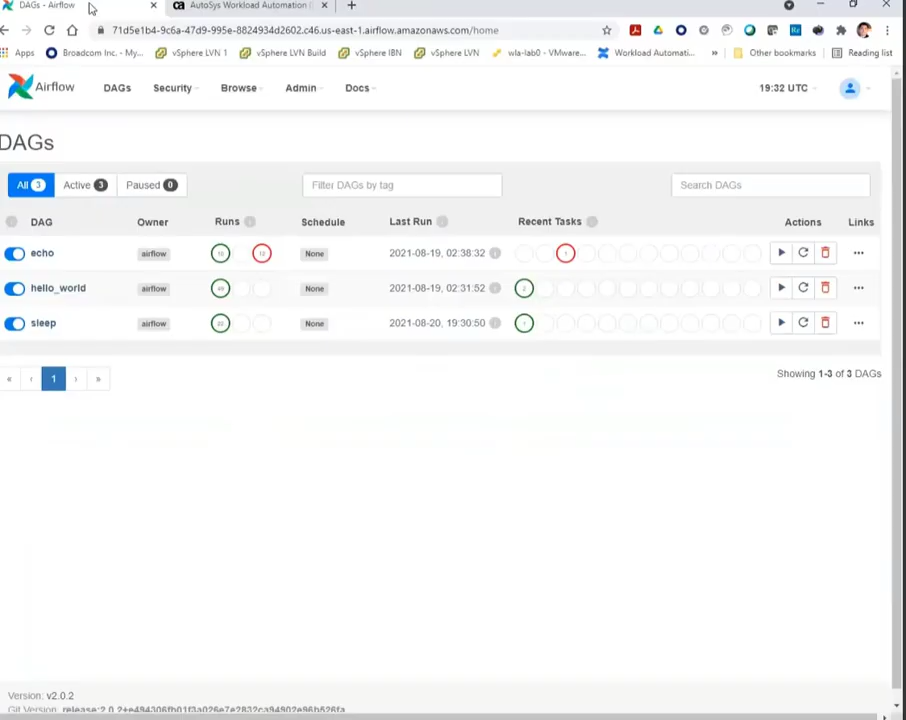 DAGs - Airflow
AutoSys Workload Automation
71d5e1b4-9c6a-47d9-995e-8824934d2602.c46.us-east-1.airflow.amazonaws.com/home
Apps Broadcom Inc. - My... vSphere LVN 1 vSphere LVN Build vSphere IBN vSphere LVN wla-lab0 - VMware... Workload Automati... » Other bookmarks Reading list
Airflow DAGs Security Browse Admin Docs 19:32 UTC
DAGs
All 3 Active 3 Paused 0 Filter DAGs by tag Search DAGs
DAG Owner Runs Schedule Last Run Recent Tasks Actions Links
echo airflow None 2021-08-19, 02:38:32
hello_world airflow None 2021-08-19, 02:31:52 2
sleep airflow 22 None 2021-08-20, 19:30:50 1
« ‹ 1 › » Showing 1-3 of 3 DAGs
Version: v2.0.2
Git Version: